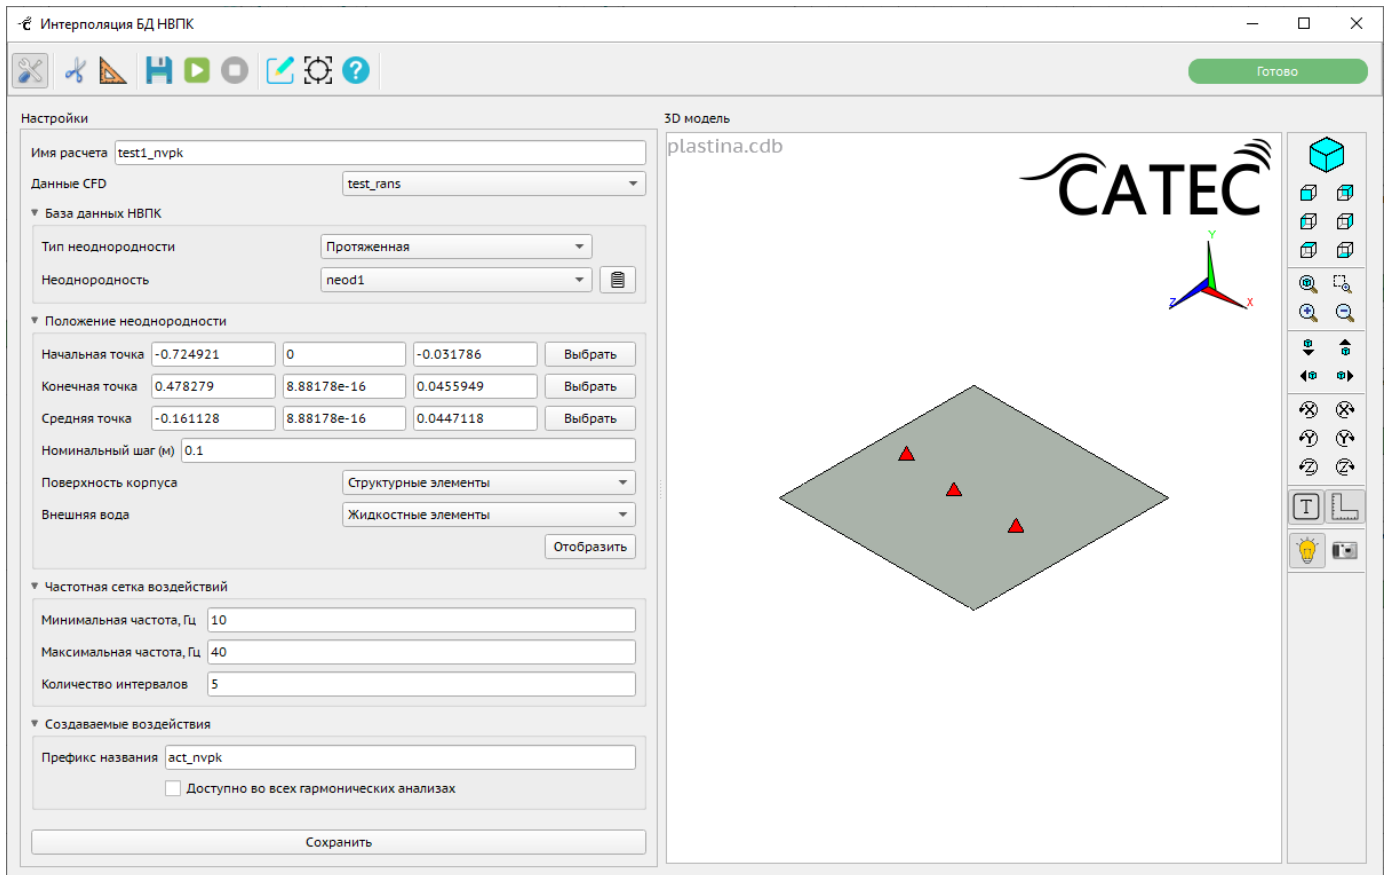 Интерполяция БД НВПК
Готово
Настройки
Имя расчета test1_nvpk
Данные CFD test_rans
База данных НВПК
Тип неоднородности Протяженная
Неоднородность neod1
Положение неоднородности
Начальная точка -0.724921 0 -0.031786 Выбрать
Конечная точка 0.478279 8.88178e-16 0.0455949 Выбрать
Средняя точка -0.161128 8.88178e-16 0.0447118 Выбрать
Номинальный шаг (м) 0.1
Поверхность корпуса Структурные элементы
Внешняя вода Жидкостные элементы
Отобразить
Частотная сетка воздействий
Минимальная частота, Гц 10
Максимальная частота, Гц 40
Количество интервалов 5
Создаваемые воздействия
Префикс названия act_nvpk
Доступно во всех гармонических анализах
Сохранить
3D модель
plastina.cdb
CATEC
Y
Z X
X X
Y Y
Z Z
T